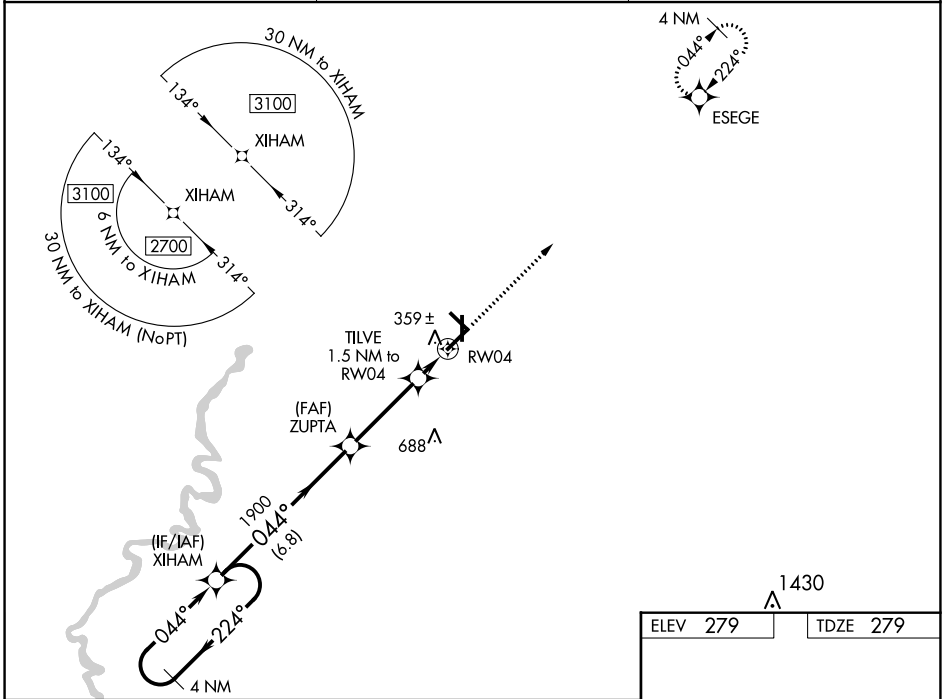 4 NM
044°
224°
ESEGE
30 NM to XIHAM
134°
3100
XIHAM
314°
134°
3100
XIHAM
6 NM to XIHAM
2700
314°
30 NM to XIHAM (NoPT)
359 ±
TILVE
1.5 NM to
RW04
RW04
(FAF)
ZUPTA
688
1900
044°
(6.8)
(IF/IAF)
XIHAM
044°
224°
4 NM
1430
ELEV 279
TDZE 279